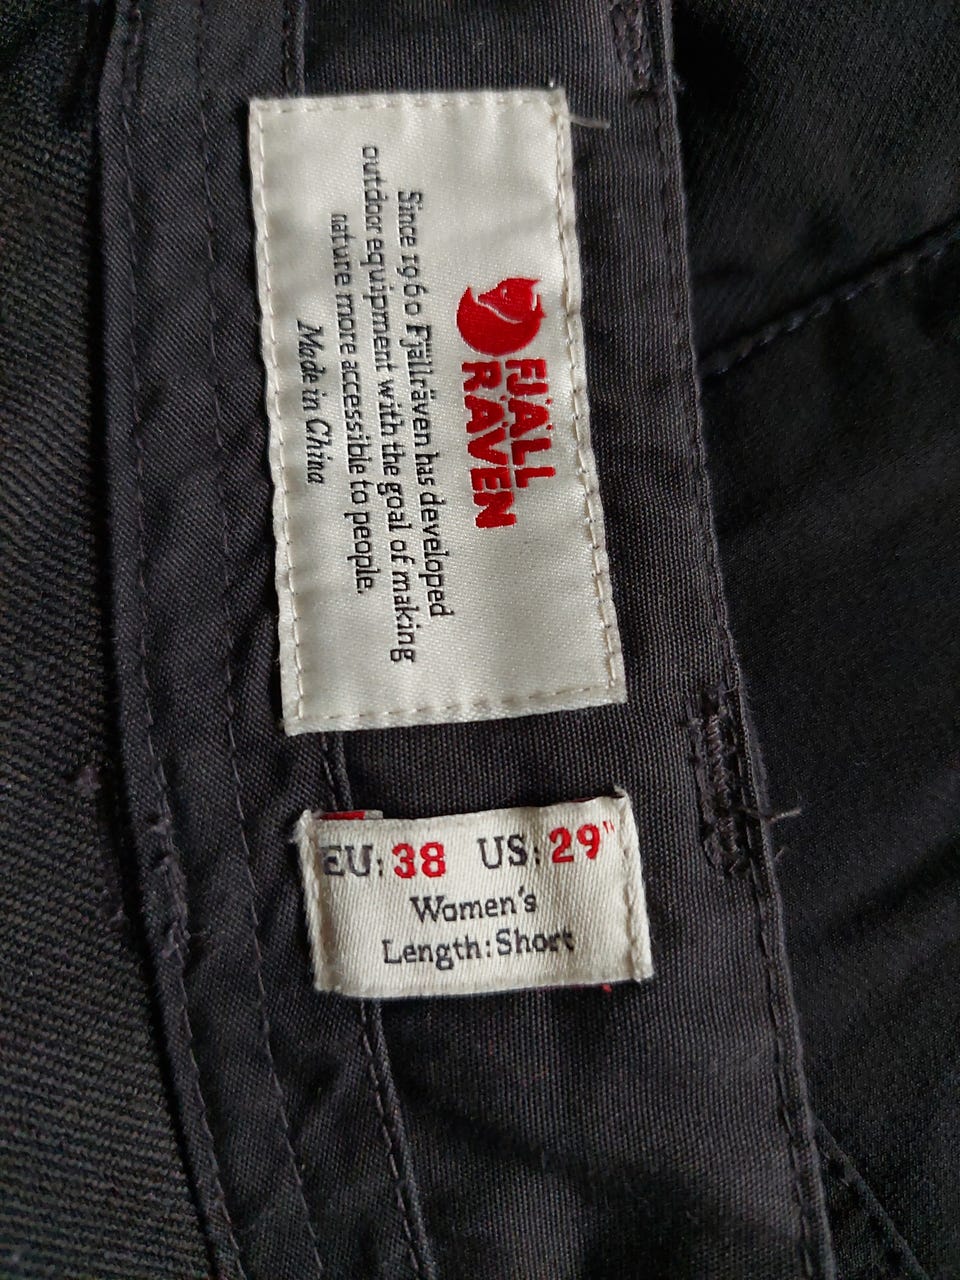 FJÄLL
RÄVEN
Since 1960 Fjällräven has developed
outdoor equipment with the goal of making
nature more accessible to people.
Made in China
EU: 38 US: 29"
Women's
Length: Short